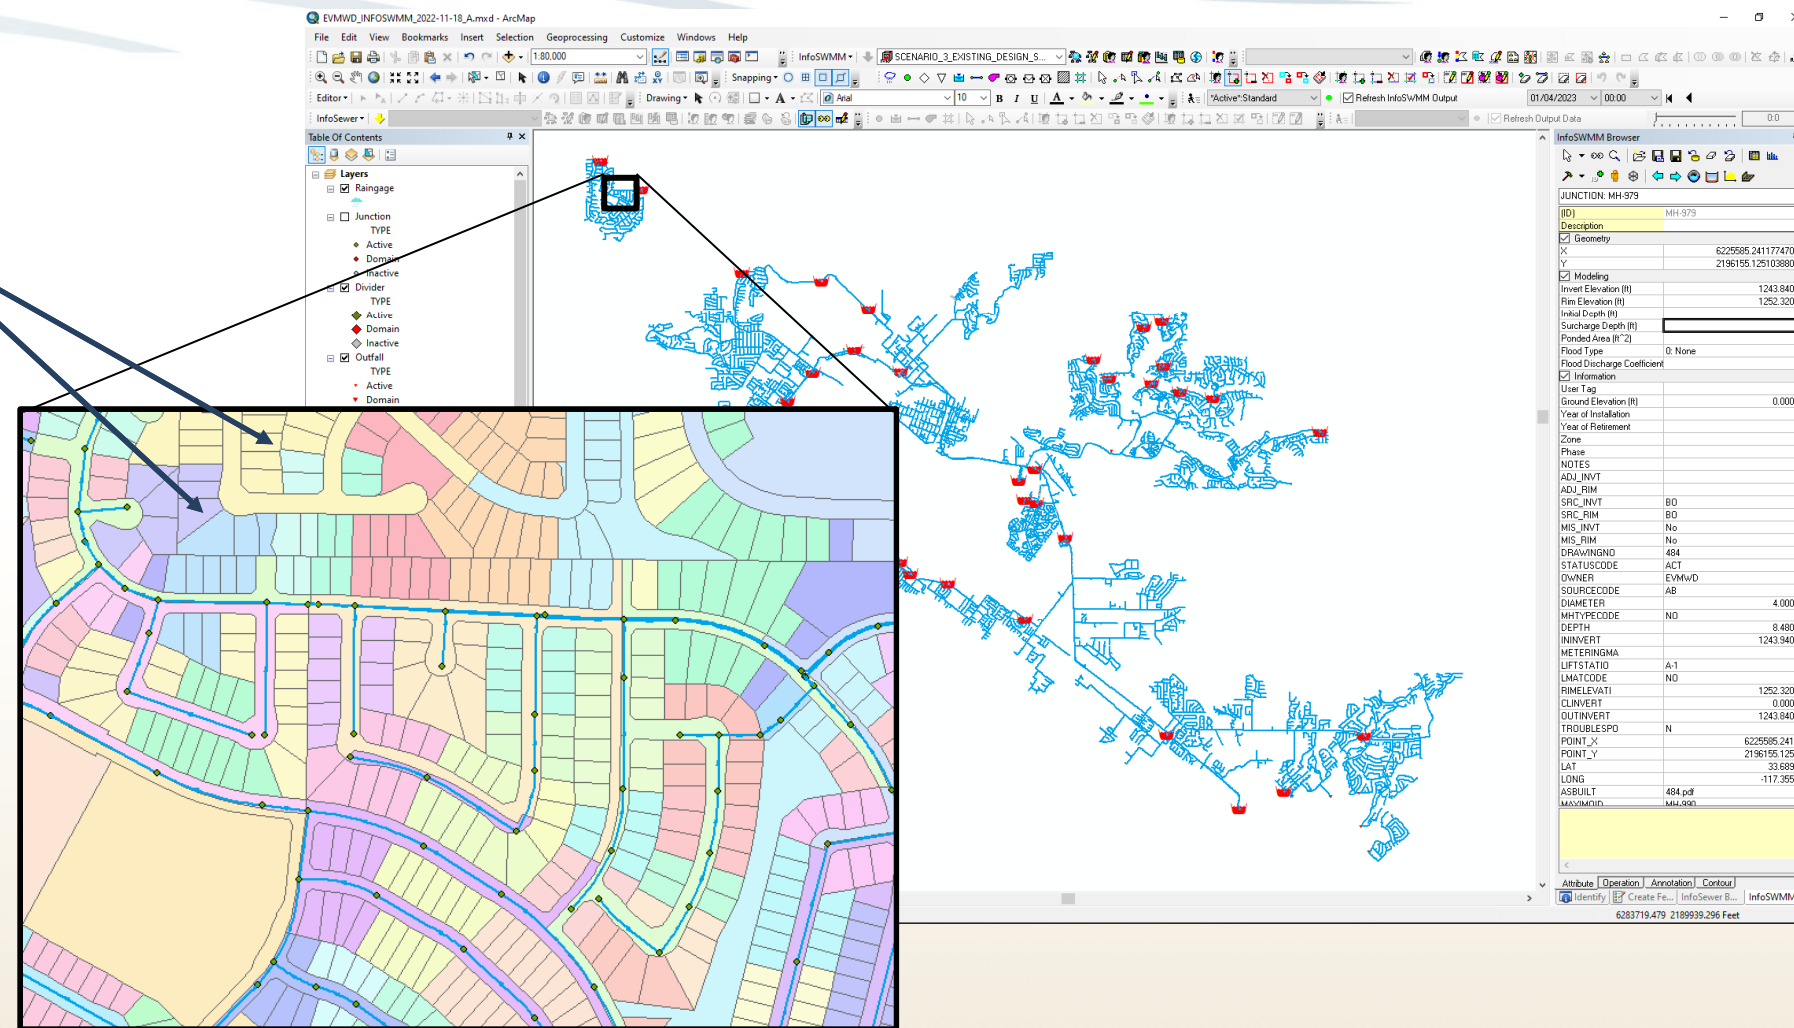 EVMWD_INFOSWMM_2022-11-18_A.mxd - ArcMap
File Edit View Bookmarks Insert Selection Geoprocessing Customize Windows Help
1:80,000 InfoSWMM SCENARIO_3_EXISTING_DESIGN_S...
Snapping
Editor Drawing Arial 10 B I U A "Active":Standard Refresh InfoSWMM Output 01/04/2023 00:00
InfoSewer Refresh Output Data 0:0
Table Of Contents
Layers
Raingage
Junction
TYPE
Active
Domain
Inactive
Divider
TYPE
Active
Domain
Inactive
Outfall
TYPE
Active
Domain
InfoSWMM Browser
JUNCTION: MH-979
(ID) MH-979
Description
Geometry
X 6225585.241177470
Y 2196155.125103880
Modeling
Invert Elevation (ft) 1243.840
Rim Elevation (ft) 1252.320
Initial Depth (ft)
Surcharge Depth (ft)
Ponded Area (ft^2)
Flood Type 0: None
Flood Discharge Coefficient
Information
User Tag
Ground Elevation (ft) 0.000
Year of Installation
Year of Retirement
Zone
Phase
NOTES
ADJ_INVT
ADJ_RIM
SRC_INVT BO
SRC_RIM BO
MIS_INVT No
MIS_RIM No
DRAWINGNO 484
STATUSCODE ACT
OWNER EVMWD
SOURCECODE AB
DIAMETER 4.000
MHTYPECODE NO
DEPTH 8.480
ININVERT 1243.940
METERINGMA
LIFTSTATIO A-1
LMATCODE NO
RIMELEVATI 1252.320
CLINVERT 0.000
OUTINVERT 1243.840
TROUBLESPO N
POINT_X 6225585.241
POINT_Y 2196155.125
LAT 33.689
LONG -117.355
ASBUILT 484.pdf
MAXIMOID MH-990
Attribute Operation Annotation Contour
Identify Create Fe... InfoSewer B... InfoSWMM
6283719.479 2189939.296 Feet